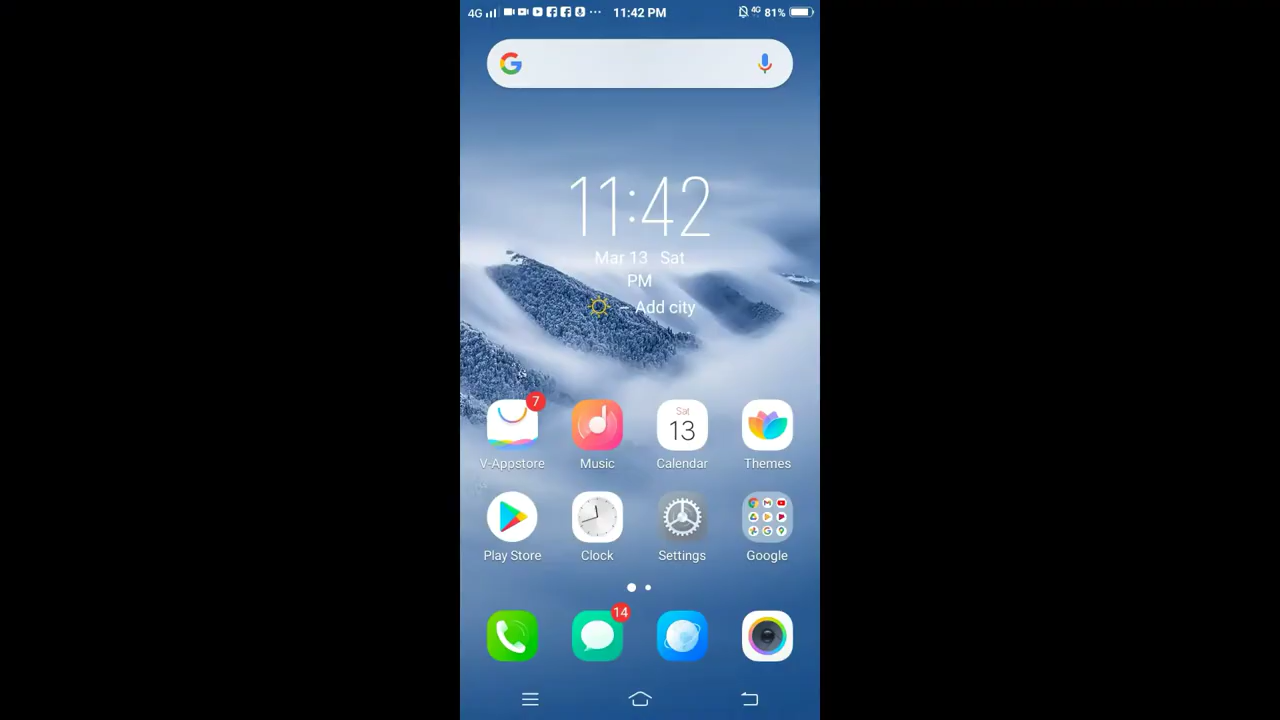 4G 11:42 PM 4G 81%
11:42
Mar 13 Sat
PM
– Add city
7
Sat
13
V-Appstore Music Calendar Themes
Play Store Clock Settings Google
14